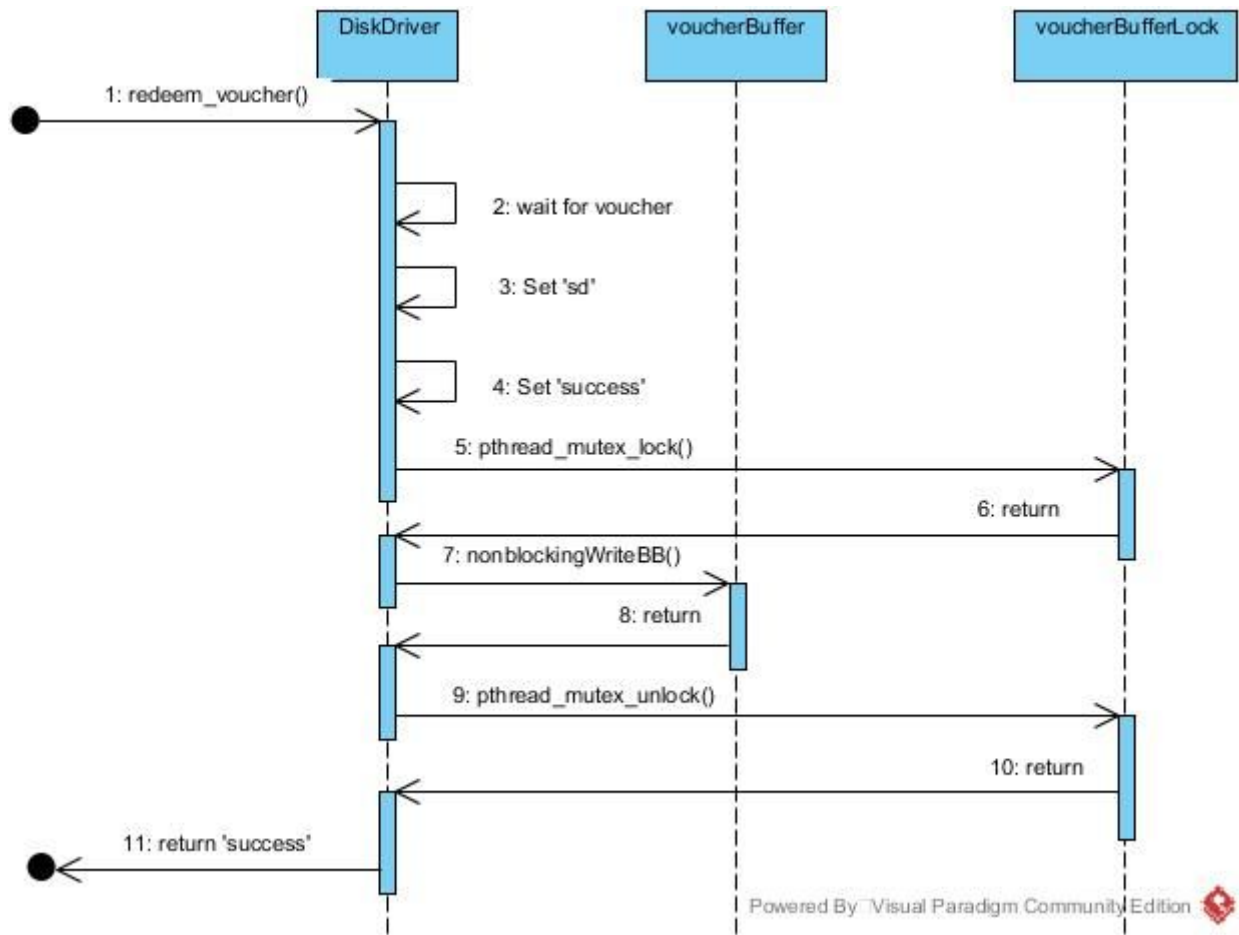 DiskDriver
voucherBuffer
voucherBufferLock
1: redeem_voucher()
2: wait for voucher
3: Set 'sd'
4: Set 'success'
5: pthread_mutex_lock()
6: return
7: nonblockingWriteBB()
8: return
9: pthread_mutex_unlock()
10: return
11: return 'success'
Powered By Visual Paradigm Community Edition